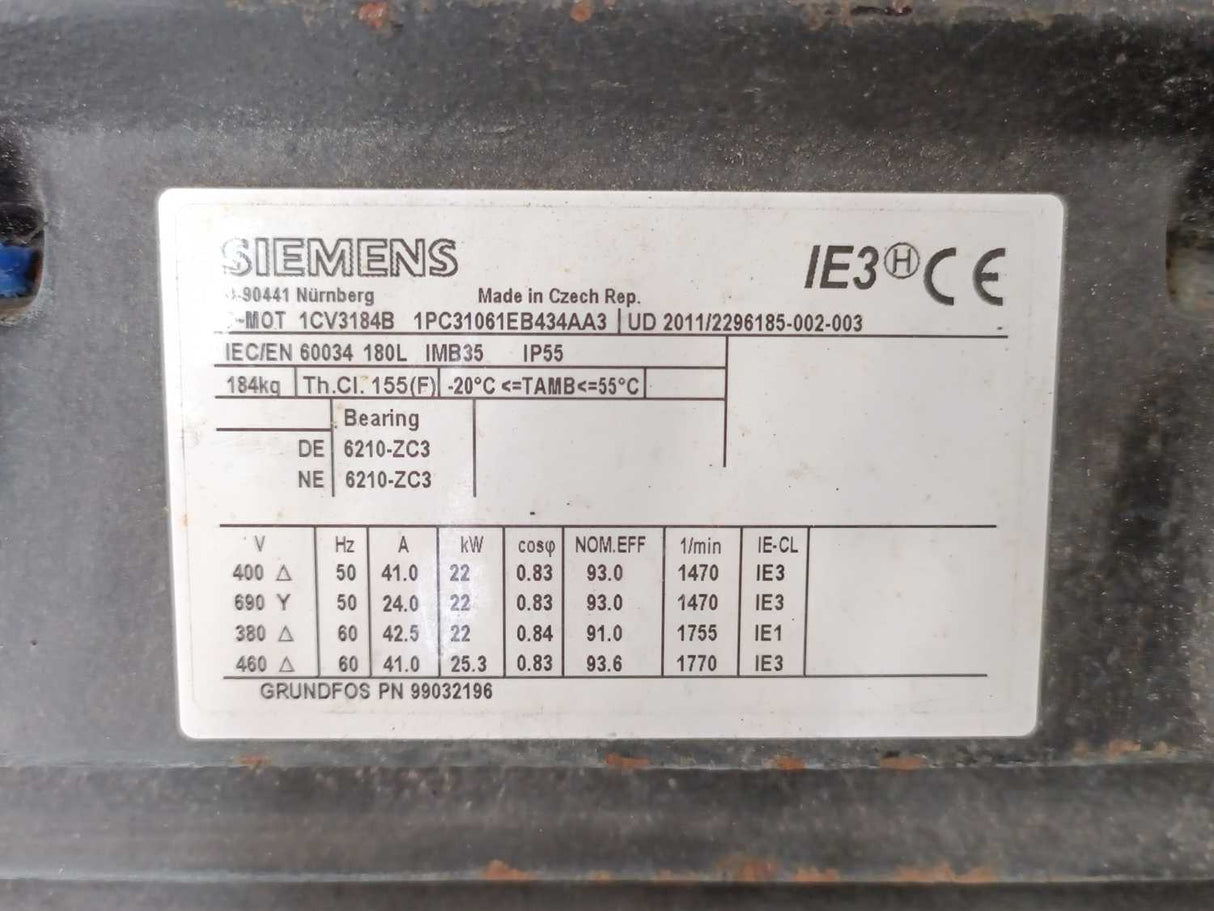 SIEMENS IE3 Ⓗ CE
-90441 Nürnberg Made in Czech Rep.
~MOT 1CV3184B 1PC31061EB434AA3 UD 2011/2296185-002-003
IEC/EN 60034 180L IMB35 IP55
184kg Th.Cl. 155(F) -20°C <=TAMB<=55°C
Bearing
DE 6210-ZC3
NE 6210-ZC3
V Hz A kW cosφ NOM.EFF 1/min IE-CL
400 Δ 50 41.0 22 0.83 93.0 1470 IE3
690 Y 50 24.0 22 0.83 93.0 1470 IE3
380 Δ 60 42.5 22 0.84 91.0 1755 IE1
460 Δ 60 41.0 25.3 0.83 93.6 1770 IE3
GRUNDFOS PN 99032196